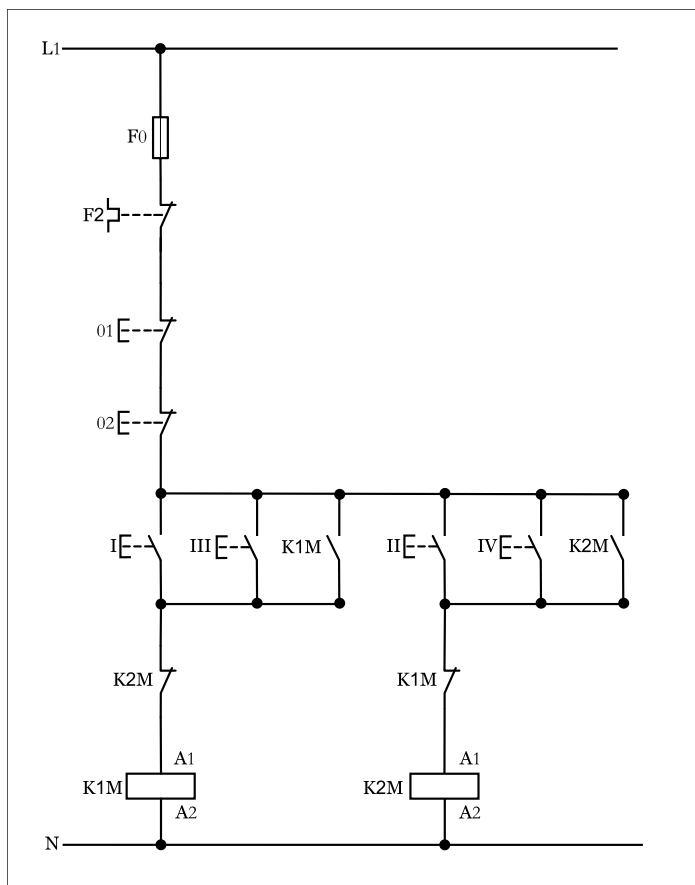 L1
F0
F2
01
02
I III K1M II IV K2M
K2M K1M
A1 A1
K1M K2M
A2 A2
N